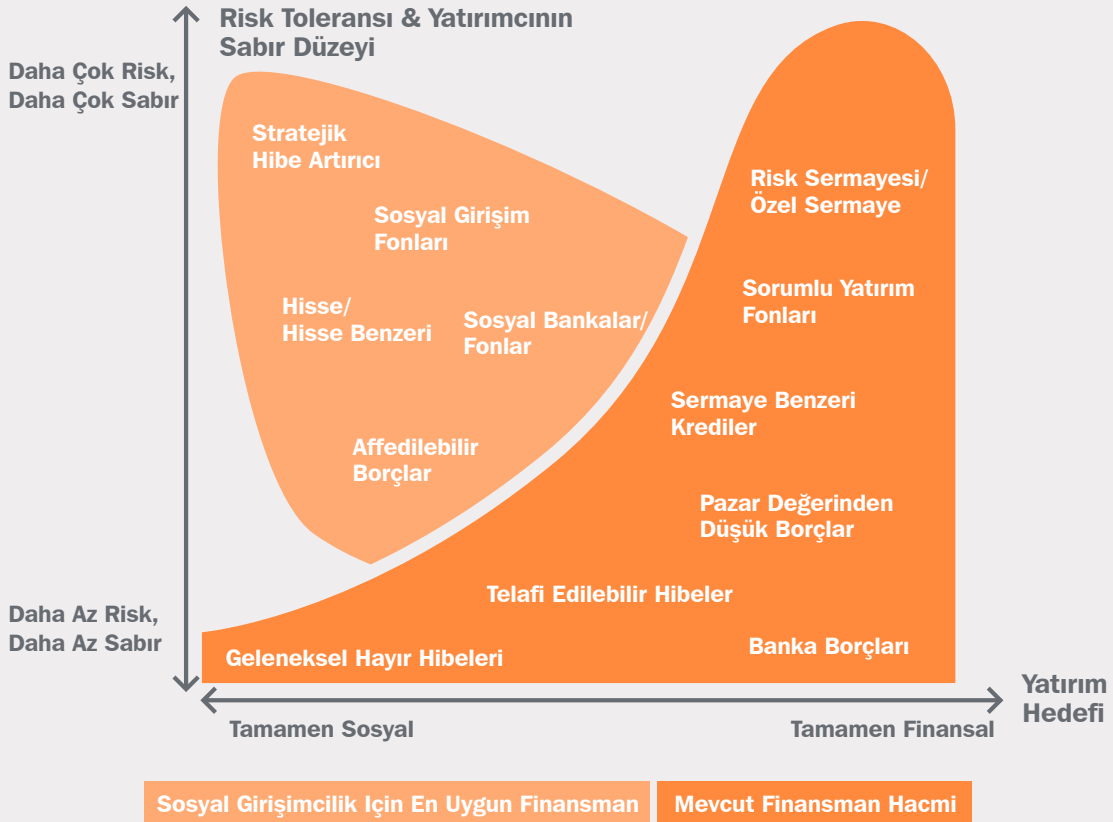 Risk Toleransı & Yatırımcının
Sabır Düzeyi
Daha Çok Risk,
Daha Çok Sabır
Stratejik
Hibe Artırıcı
Sosyal Girişim
Fonları
Hisse/
Hisse Benzeri
Sosyal Bankalar/
Fonlar
Affedilebilir
Borçlar
Risk Sermayesi/
Özel Sermaye
Sorumlu Yatırım
Fonları
Sermaye Benzeri
Krediler
Pazar Değerinden
Düşük Borçlar
Telafi Edilebilir Hibeler
Banka Borçları
Geleneksel Hayır Hibeleri
Daha Az Risk,
Daha Az Sabır
Tamamen Sosyal
Tamamen Finansal
Yatırım
Hedefi
Sosyal Girişimcilik Için En Uygun Finansman
Mevcut Finansman Hacmi